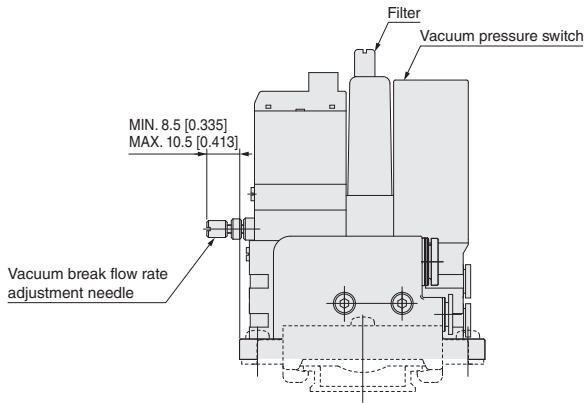 Filter
Vacuum pressure switch
MIN. 8.5 [0.335]
MAX. 10.5 [0.413]
Vacuum break flow rate
adjustment needle